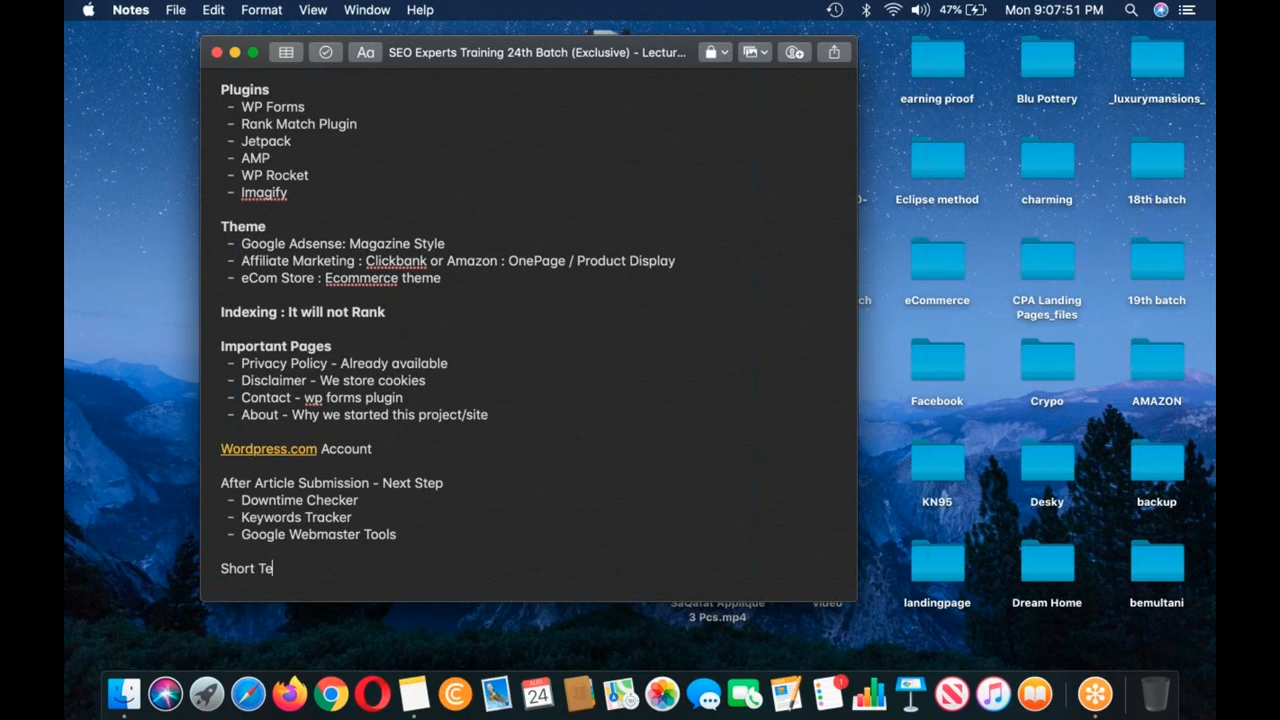 Notes File Edit Format View Window Help 47% Mon 9:07:51 PM
Aa SEO Experts Training 24th Batch (Exclusive) - Lectur...
Plugins
- WP Forms
- Rank Match Plugin
- Jetpack
- AMP
- WP Rocket
- Imagify
Theme
- Google Adsense: Magazine Style
- Affiliate Marketing : Clickbank or Amazon : OnePage / Product Display
- eCom Store : Ecommerce theme
Indexing : It will not Rank
Important Pages
- Privacy Policy - Already available
- Disclaimer - We store cookies
- Contact - wp forms plugin
- About - Why we started this project/site
Wordpress.com Account
After Article Submission - Next Step
- Downtime Checker
- Keywords Tracker
- Google Webmaster Tools
Short Te
earning proof Blu Pottery _luxurymansions_
Eclipse method charming 18th batch
eCommerce CPA Landing Pages_files 19th batch
Facebook Crypo AMAZON
KN95 Desky backup
landingpage Dream Home bemultani
3 Pcs.mp4
24
1